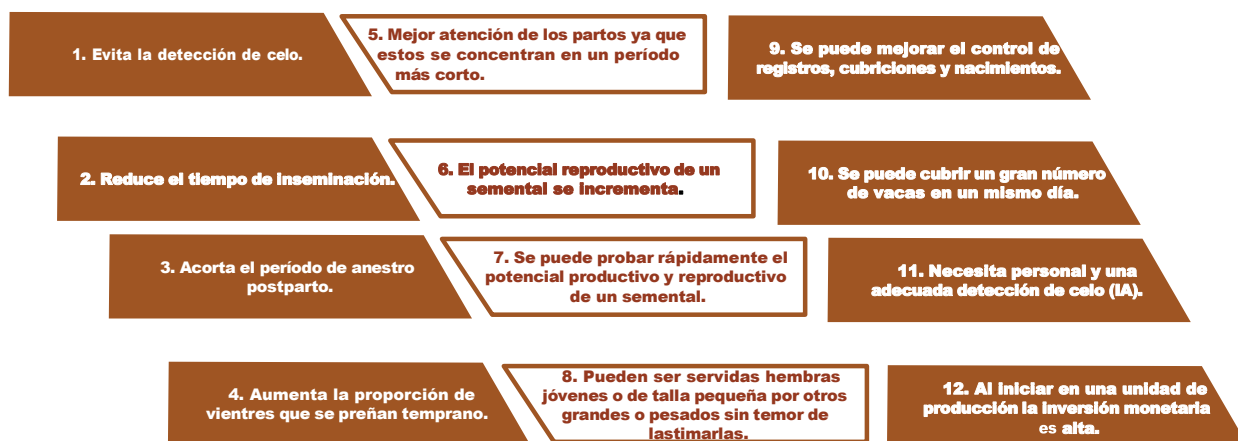 1. Evita la detección de celo.
5. Mejor atención de los partos ya que
estos se concentran en un período
más corto.
9. Se puede mejorar el control de
registros, cubriciones y nacimientos.
2. Reduce el tiempo de inseminación.
6. El potencial reproductivo de un
semental se incrementa.
10. Se puede cubrir un gran número
de vacas en un mismo día.
3. Acorta el período de anestro
postparto.
7. Se puede probar rápidamente el
potencial productivo y reproductivo
de un semental.
11. Necesita personal y una
adecuada detección de celo (IA).
4. Aumenta la proporción de
vientres que se preñan temprano.
8. Pueden ser servidas hembras
jóvenes o de talla pequeña por otros
grandes o pesados sin temor de
lastimarlas.
12. Al iniciar en una unidad de
producción la inversión monetaria
es alta.